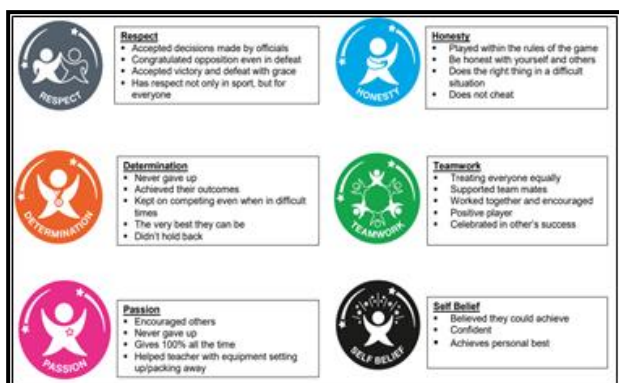 RESPECT
Respect
▪ Accepted decisions made by officials
▪ Congratulated opposition even in defeat
▪ Accepted victory and defeat with grace
▪ Has respect not only in sport, but for
everyone
HONESTY
Honesty
▪ Played within the rules of the game
▪ Be honest with yourself and others
▪ Does the right thing in a difficult
situation
▪ Does not cheat
DETERMINATION
Determination
▪ Never gave up
▪ Achieved their outcomes
▪ Kept on competing even when in difficult
times
▪ The very best they can be
▪ Didn't hold back
TEAMWORK
Teamwork
▪ Treating everyone equally
▪ Supported team mates
▪ Worked together and encouraged
▪ Positive player
▪ Celebrated in other's success
PASSION
Passion
▪ Encouraged others
▪ Never gave up
▪ Gives 100% all the time
▪ Helped teacher with equipment setting
up/packing away
SELF BELIEF
Self Belief
▪ Believed they could achieve
▪ Confident
▪ Achieves personal best